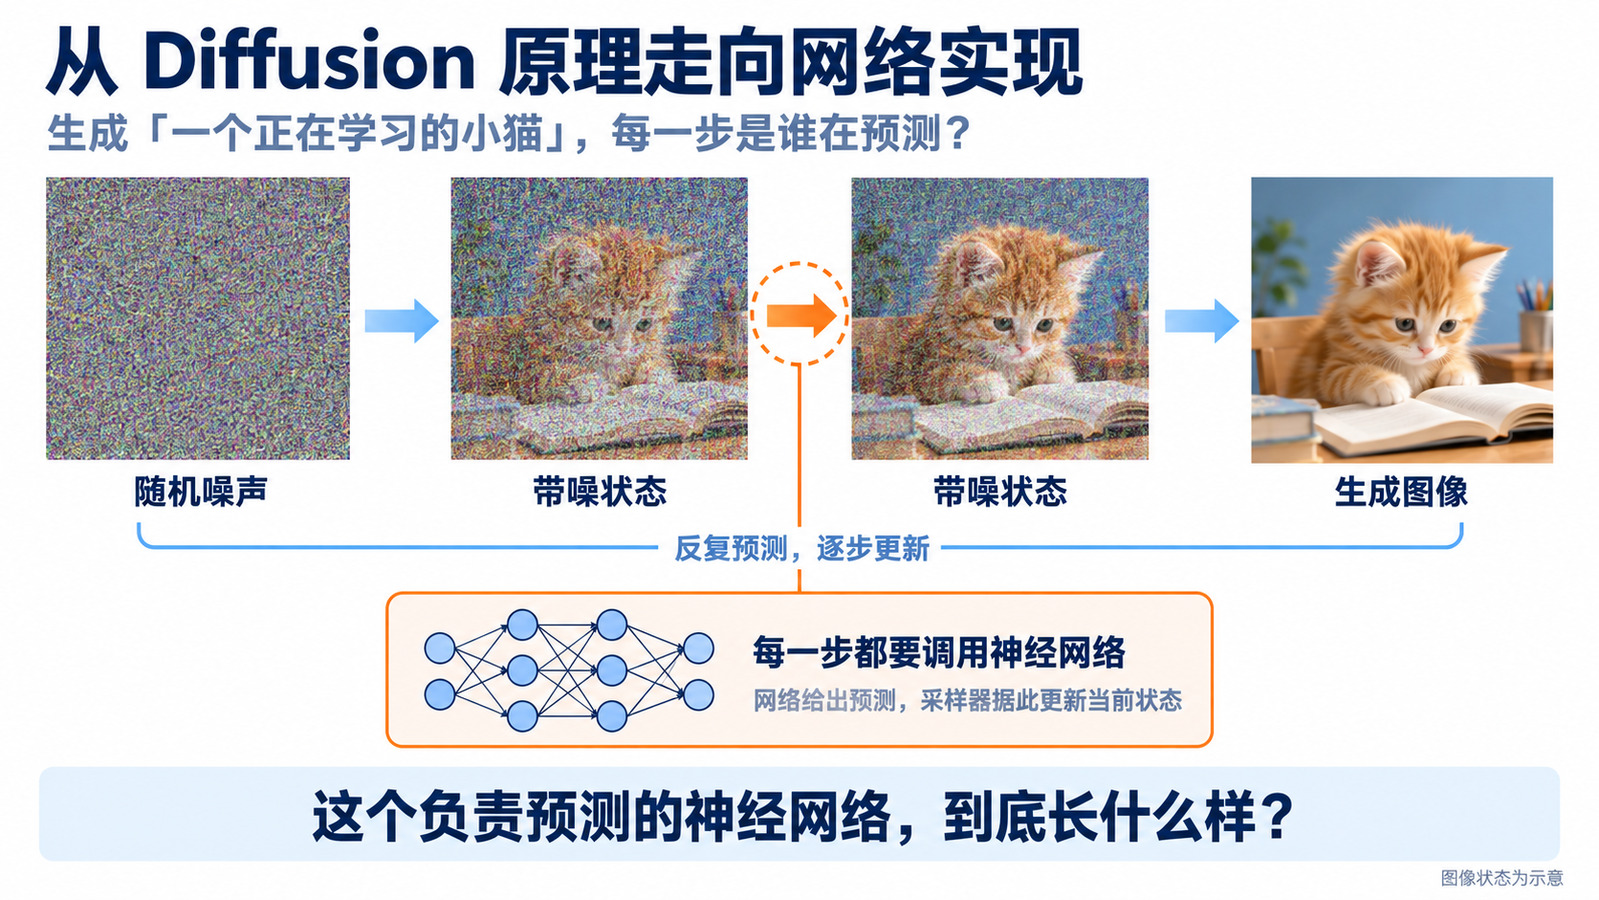 从 Diffusion 原理走向网络实现
生成「一个正在学习的小猫」，每一步是谁在预测？
随机噪声
带噪状态
带噪状态
生成图像
反复预测，逐步更新
每一步都要调用神经网络
网络给出预测，采样器据此更新当前状态
这个负责预测的神经网络，到底长什么样？
图像状态为示意